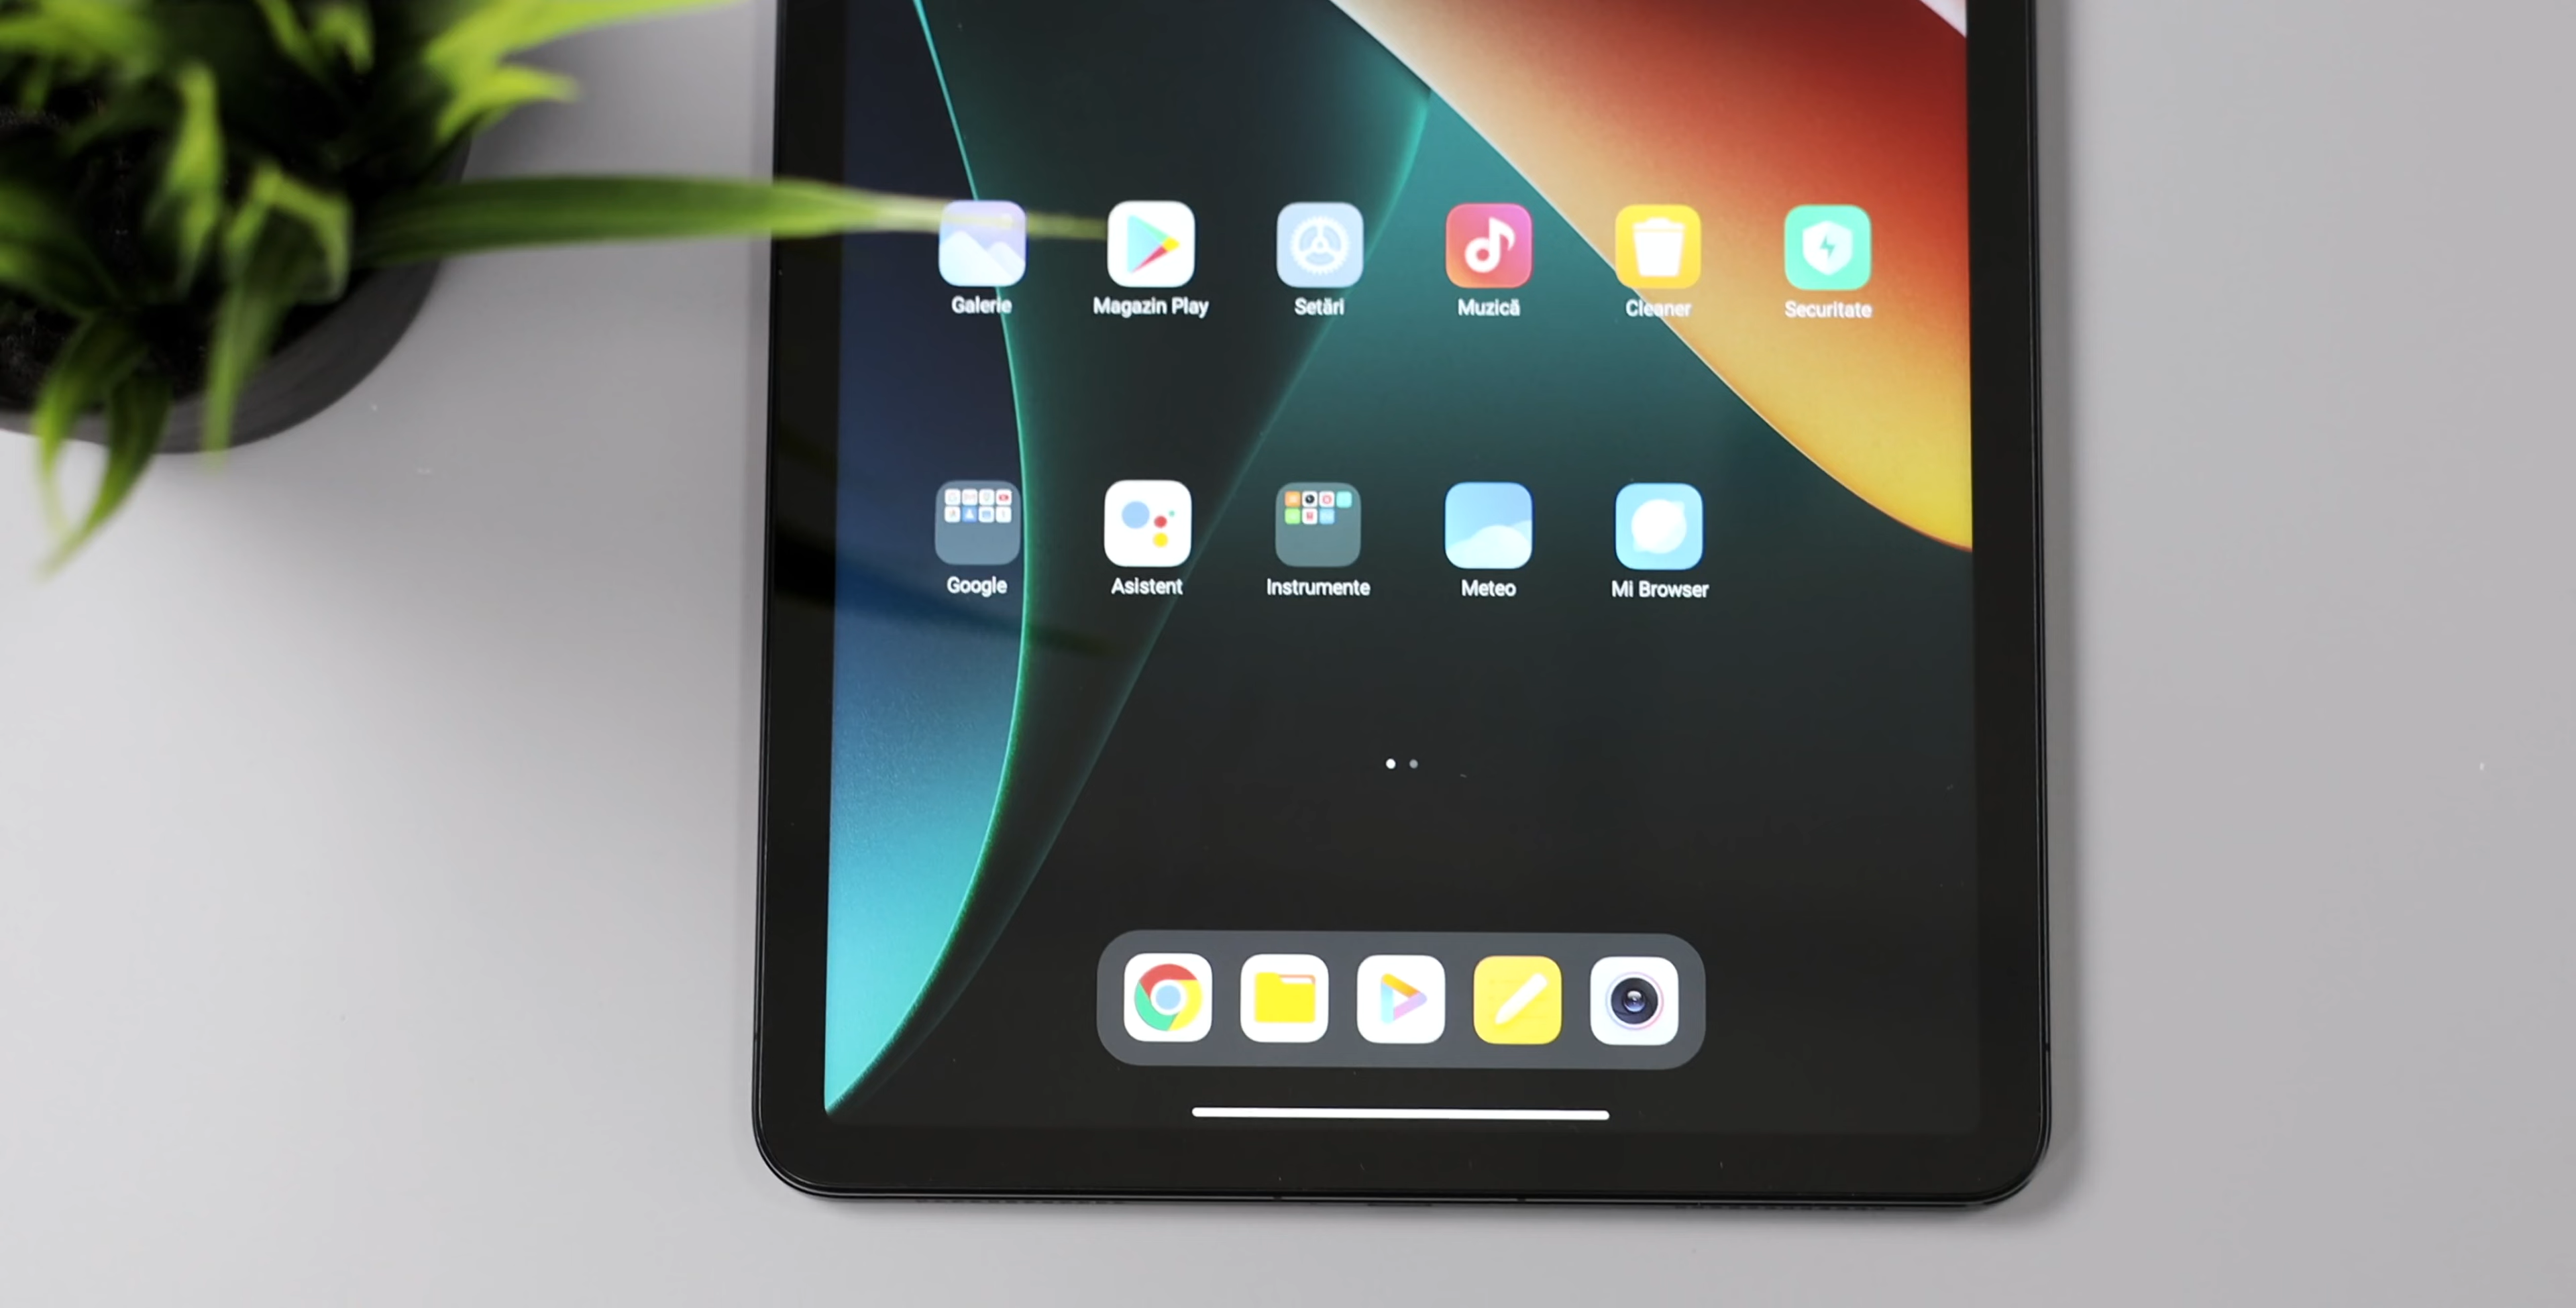 Galerie
Magazin Play
Setări
Muzică
Cleaner
Securitate
Google
Asistent
Instrumente
Meteo
Mi Browser